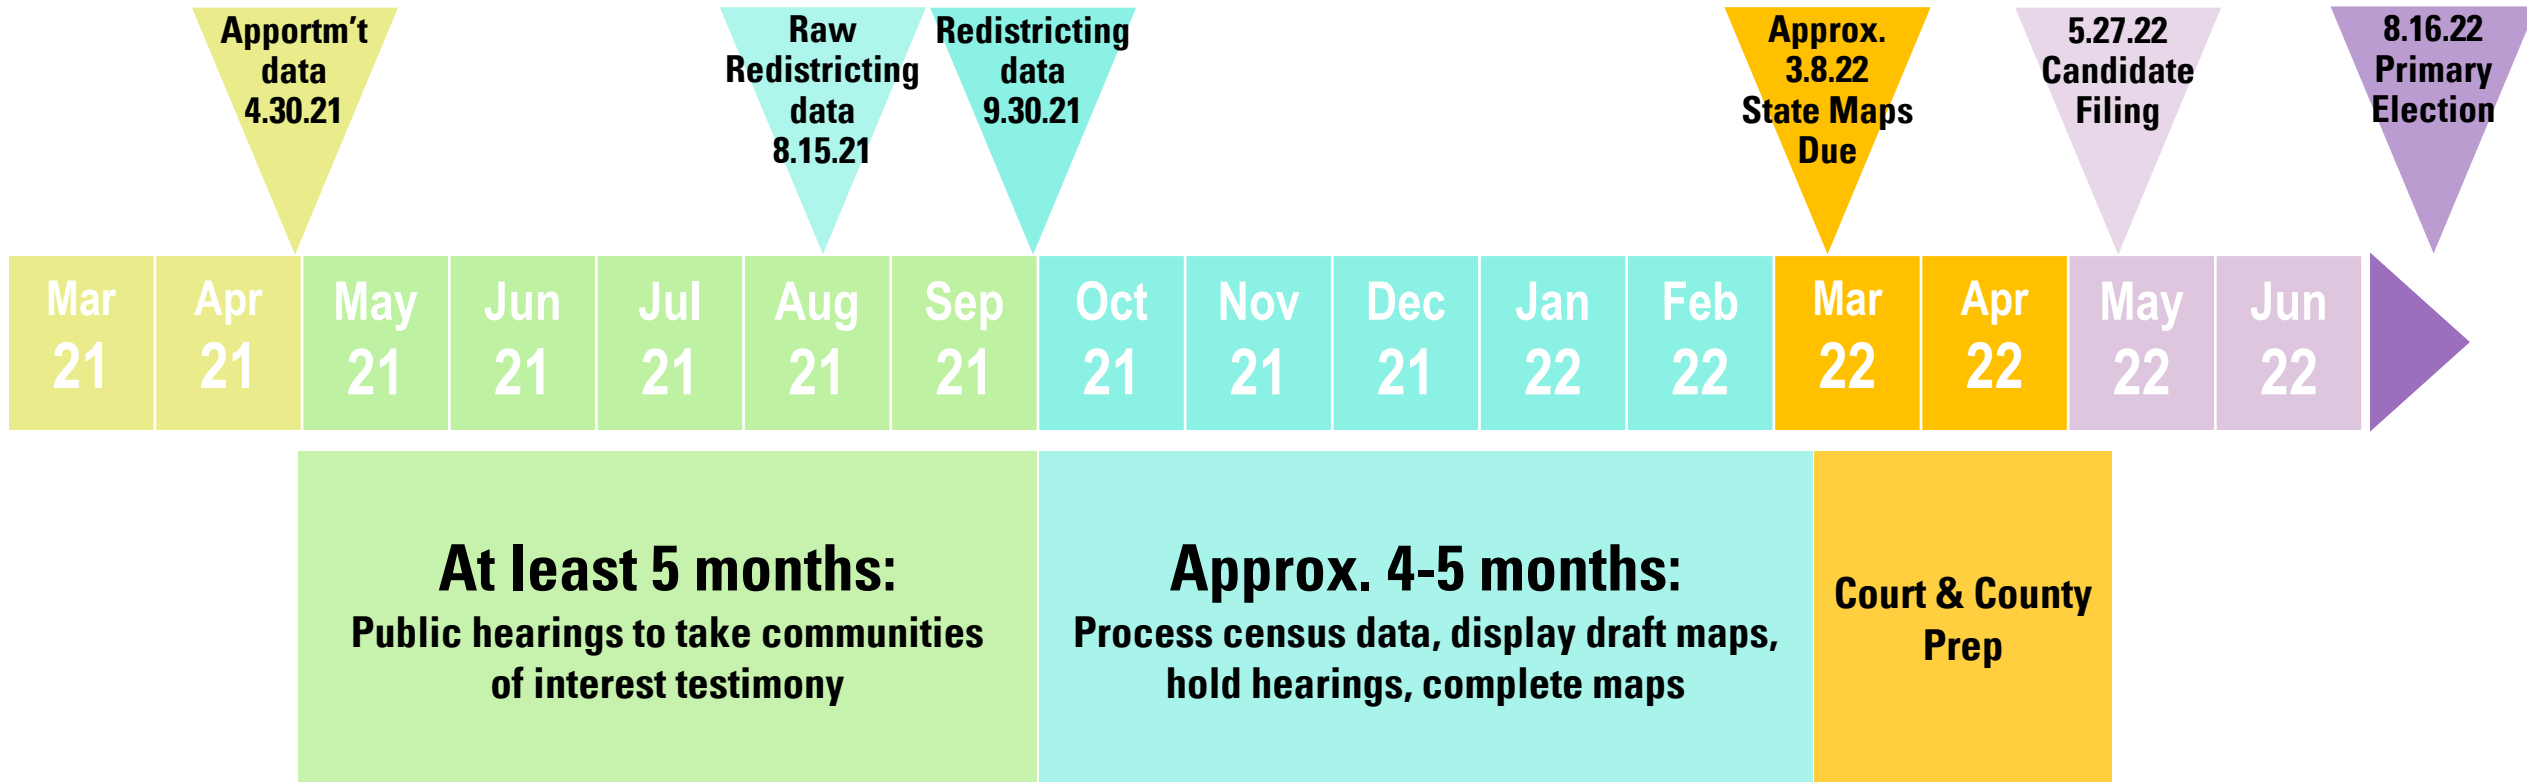 Apportm't
data
4.30.21
Raw
Redistricting
data
8.15.21
Redistricting
data
9.30.21
Approx.
3.8.22
State Maps
Due
5.27.22
Candidate
Filing
8.16.22
Primary
Election
Mar
21
Apr
21
May
21
Jun
21
Jul
21
Aug
21
Sep
21
Oct
21
Nov
21
Dec
21
Jan
22
Feb
22
Mar
22
Apr
22
May
22
Jun
22
At least 5 months:
Public hearings to take communities
of interest testimony
Approx. 4-5 months:
Process census data, display draft maps,
hold hearings, complete maps
Court & County
Prep